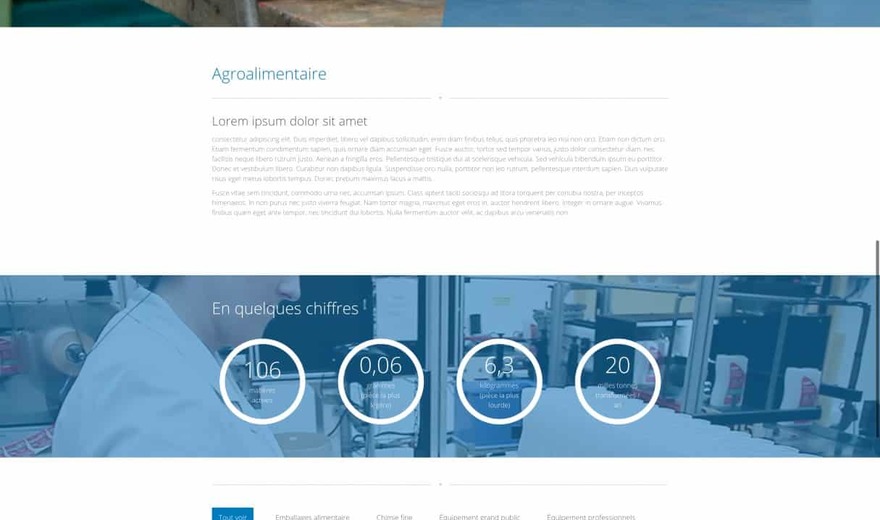 Agroalimentaire
Lorem ipsum dolor sit amet
consectetur adipiscing elit. Duis imperdiet, libero vel dapibus sollicitudin, enim diam finibus tellus, quis pharetra leo nisi non orci. Etiam non dictum orci.
Etiam fermentum condimentum sapien, quis ornare diam accumsan eget. Fusce auctor, tortor sed tempor varius, justo dolor consectetur diam, nec
facilisis neque libero rutrum justo. Aenean a fringilla eros. Pellentesque tristique dui at scelerisque vehicula. Sed vehicula bibendum ipsum eu porttitor.
Donec et vestibulum libero. Curabitur non dapibus ligula. Suspendisse orci nulla, porttitor non leo rutrum, pellentesque interdum sapien. Duis vulputate
risus eget metus lobortis tempus. Donec pretium maximus lacus a mattis.
Fusce vitae sem tincidunt, commodo urna nec, accumsan ipsum. Class aptent taciti sociosqu ad litora torquent per conubia nostra, per inceptos
himenaeos. In non purus nec justo viverra feugiat. Nam tortor magna, maximus eget orci in, auctor hendrerit libero. Integer in ornare augue. Vivamus
finibus quam eget ante tempor, nec tincidunt dui lobortis. Nulla fermentum auctor velit, ac dapibus arcu venenatis non.
En quelques chiffres
106
matières
actives
0,06
grammes
(pièce la plus
légère)
6,3
kilogrammes
(pièce la plus
lourde)
20
milles tonnes
(transformées /
an)
Tout voir Emballages alimentaire Chimie fine Équipement grand public Équipement professionnels